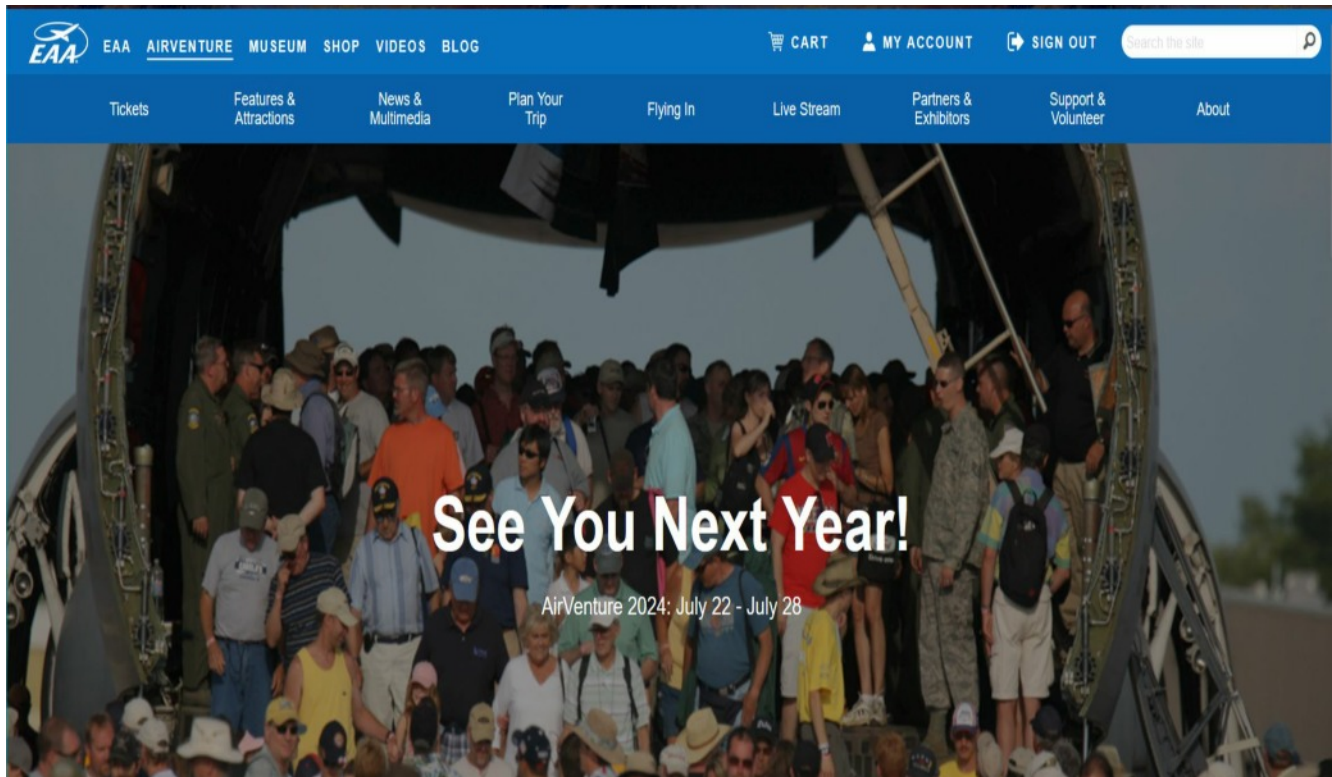 EAA
EAA AIRVENTURE MUSEUM SHOP VIDEOS BLOG
CART MY ACCOUNT SIGN OUT Search the site
Tickets
Features &
Attractions
News &
Multimedia
Plan Your
Trip
Flying In
Live Stream
Partners &
Exhibitors
Support &
Volunteer
About
See You Next Year!
AirVenture 2024: July 22 - July 28